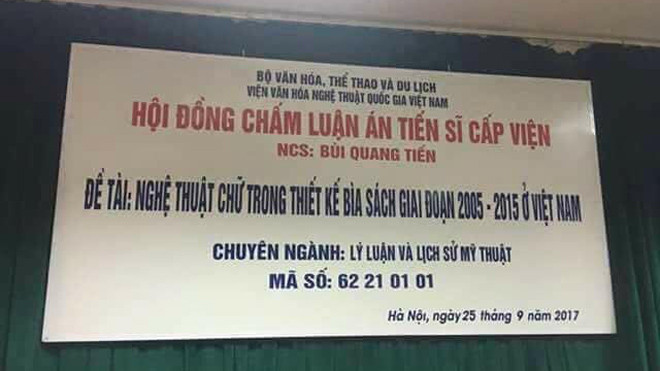 BỘ VĂN HÓA, THỂ THAO VÀ DU LỊCH
VIỆN VĂN HÓA NGHỆ THUẬT QUỐC GIA VIỆT NAM
HỘI ĐỒNG CHẤM LUẬN ÁN TIẾN SĨ CẤP VIỆN
NCS: BÙI QUANG TIẾN
ĐỀ TÀI: NGHỆ THUẬT CHỮ TRONG THIẾT KẾ BÌA SÁCH GIAI ĐOẠN 2005 - 2015 Ở VIỆT NAM
CHUYÊN NGÀNH: LÝ LUẬN VÀ LỊCH SỬ MỸ THUẬT
MÃ SỐ: 62 21 01 01
Hà Nội, ngày 25 tháng 9 năm 2017